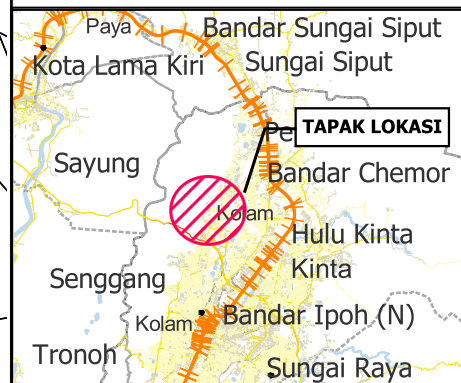 Paya
Bandar Sungai Siput
Kota Lama Kiri
Sungai Siput
Pe
TAPAK LOKASI
Sayung
Bandar Chemor
Kolam
Hulu Kinta
Senggang
Kinta
Kolam
Bandar Ipoh (N)
Tronoh
Sungai Raya